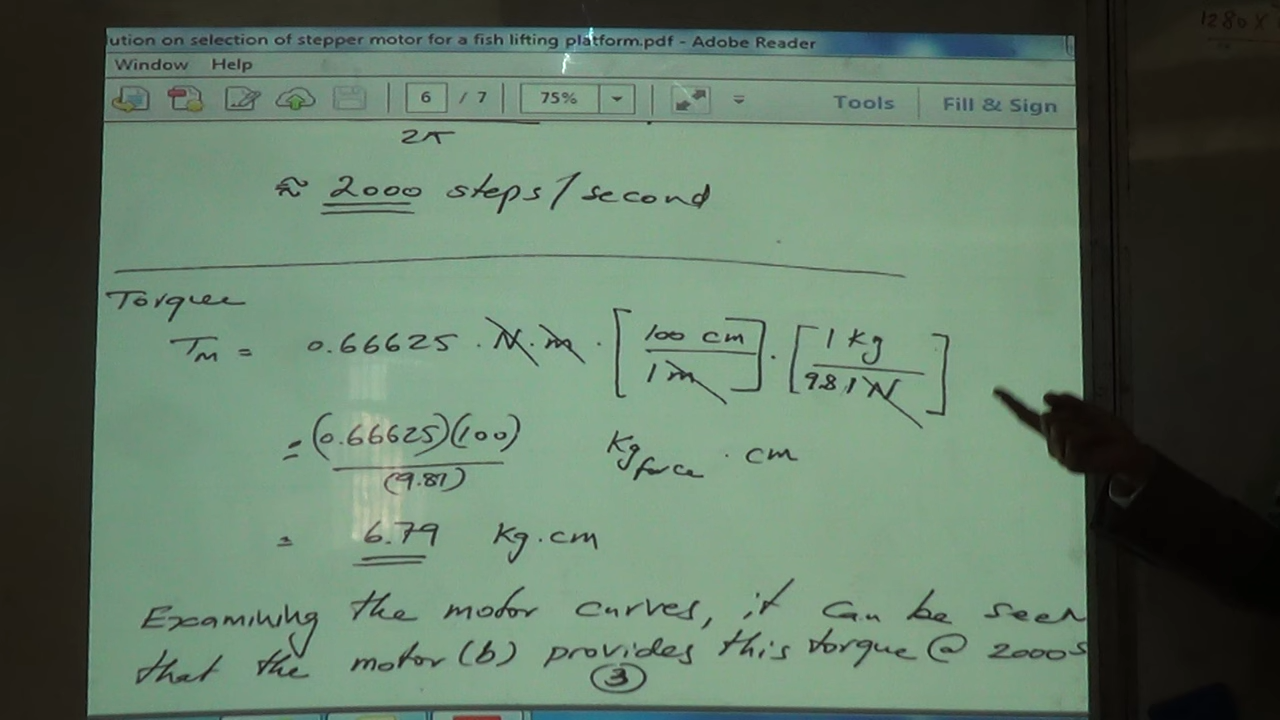 1280 x
ution on selection of stepper motor for a fish lifting platform.pdf - Adobe Reader
Window Help
6 / 7 75% Tools Fill & Sign
2π
≈ 2000 steps/second
Torque
T_M = 0.66625 . N.m . [100 cm / 1 m] . [1 kg / 9.81 N]
= (0.66625)(100) / (9.81) Kg_force . cm
= 6.79 Kg.cm
Examining the motor curves, it can be seen
that the motor (b) provides this torque @ 2000s
3